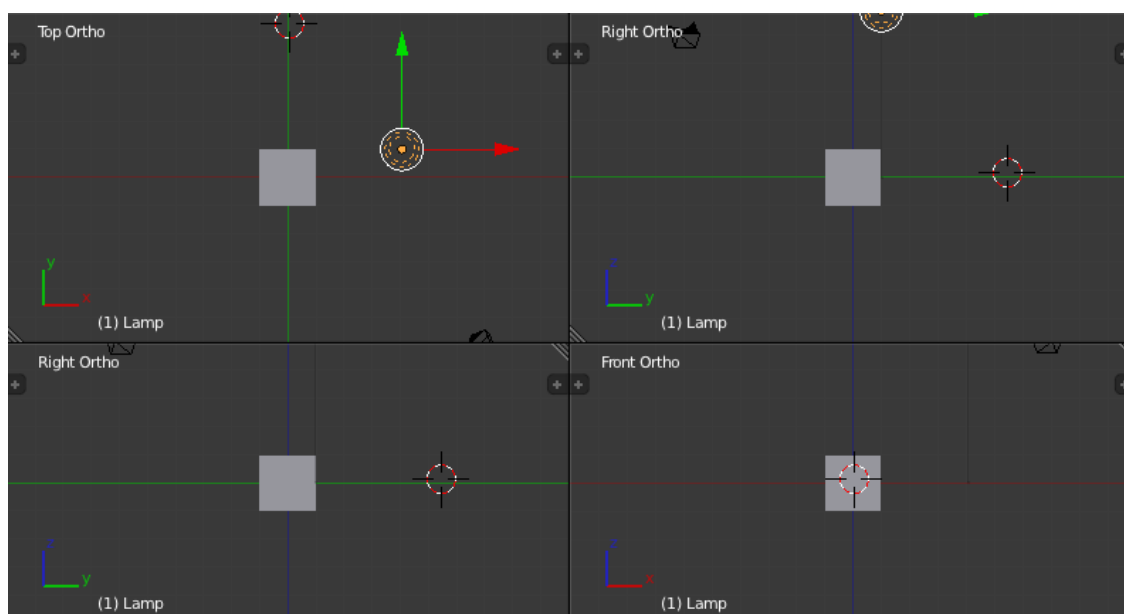 Top Ortho
y
x
(1) Lamp
Right Ortho
z
y
(1) Lamp
Right Ortho
z
y
(1) Lamp
Front Ortho
z
x
(1) Lamp